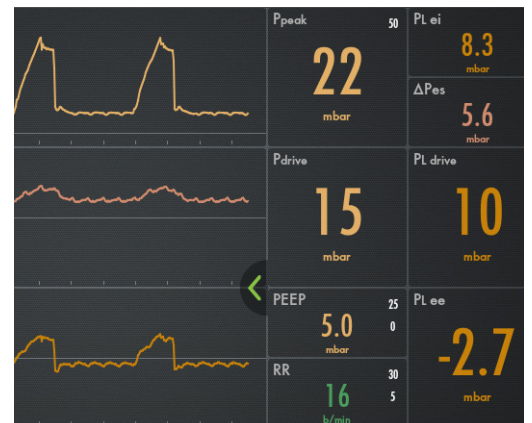 Ppeak 50
22
mbar
PL ei
8.3
mbar
ΔPes
5.6
mbar
Pdrive
15
mbar
PL drive
10
mbar
PEEP 25
5.0 0
mbar
RR 30
16 5
b/min
PL ee
-2.7
mbar